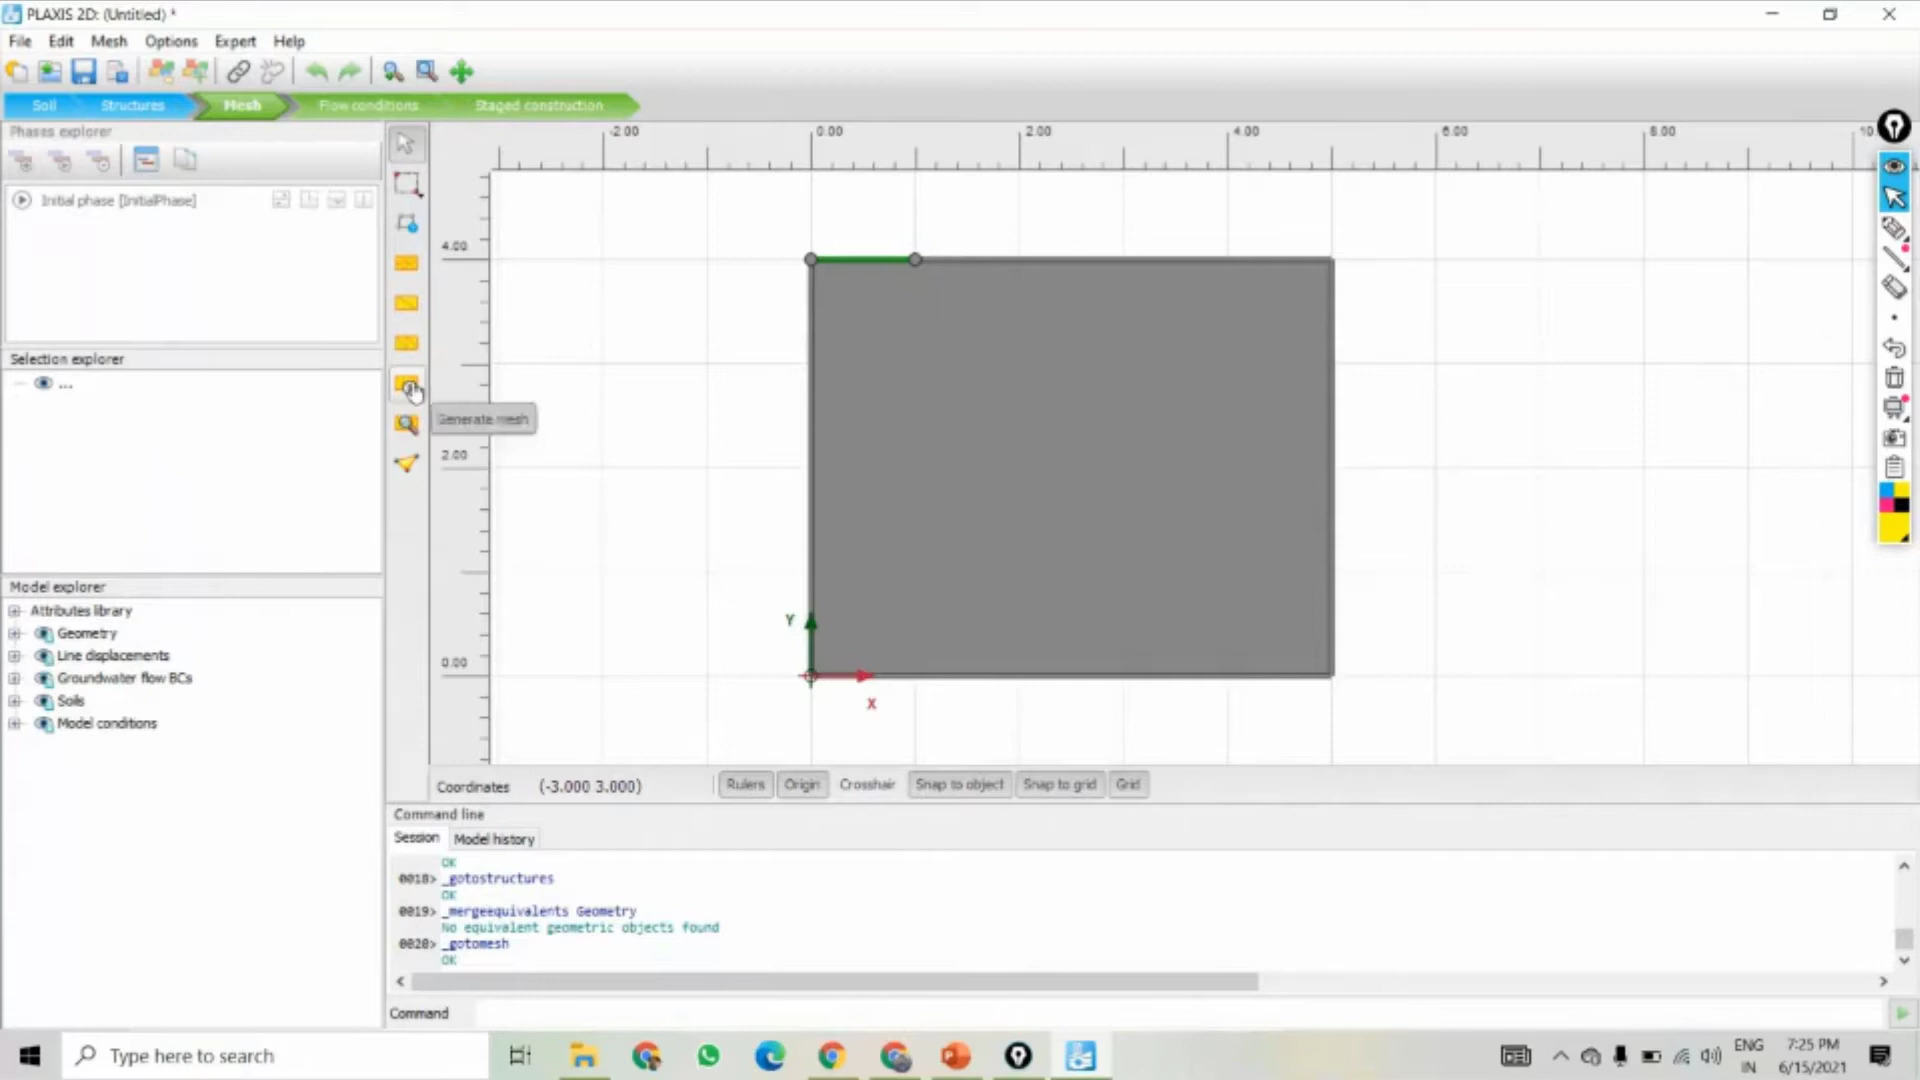 PLAXIS 2D: (Untitled) *
File Edit Mesh Options Expert Help
Soil Structures Mesh Flow conditions Staged construction
Phases explorer
Initial phase [InitialPhase]
Selection explorer
...
Model explorer
Attributes library
Geometry
Line displacements
Groundwater flow BCs
Soils
Model conditions
-2.00 0.00 2.00 4.00 6.00 8.00 10
4.00
2.00
0.00
Generate mesh
Y
X
Coordinates (-3.000 3.000) Rulers Origin Crosshair Snap to object Snap to grid Grid
Command line
Session Model history
OK
0018> _gotostructures
OK
0019> _mergeequivalents Geometry
No equivalent geometric objects found
0020> _gotomesh
OK
Command
Type here to search
ENG
IN
7:25 PM
6/15/2021